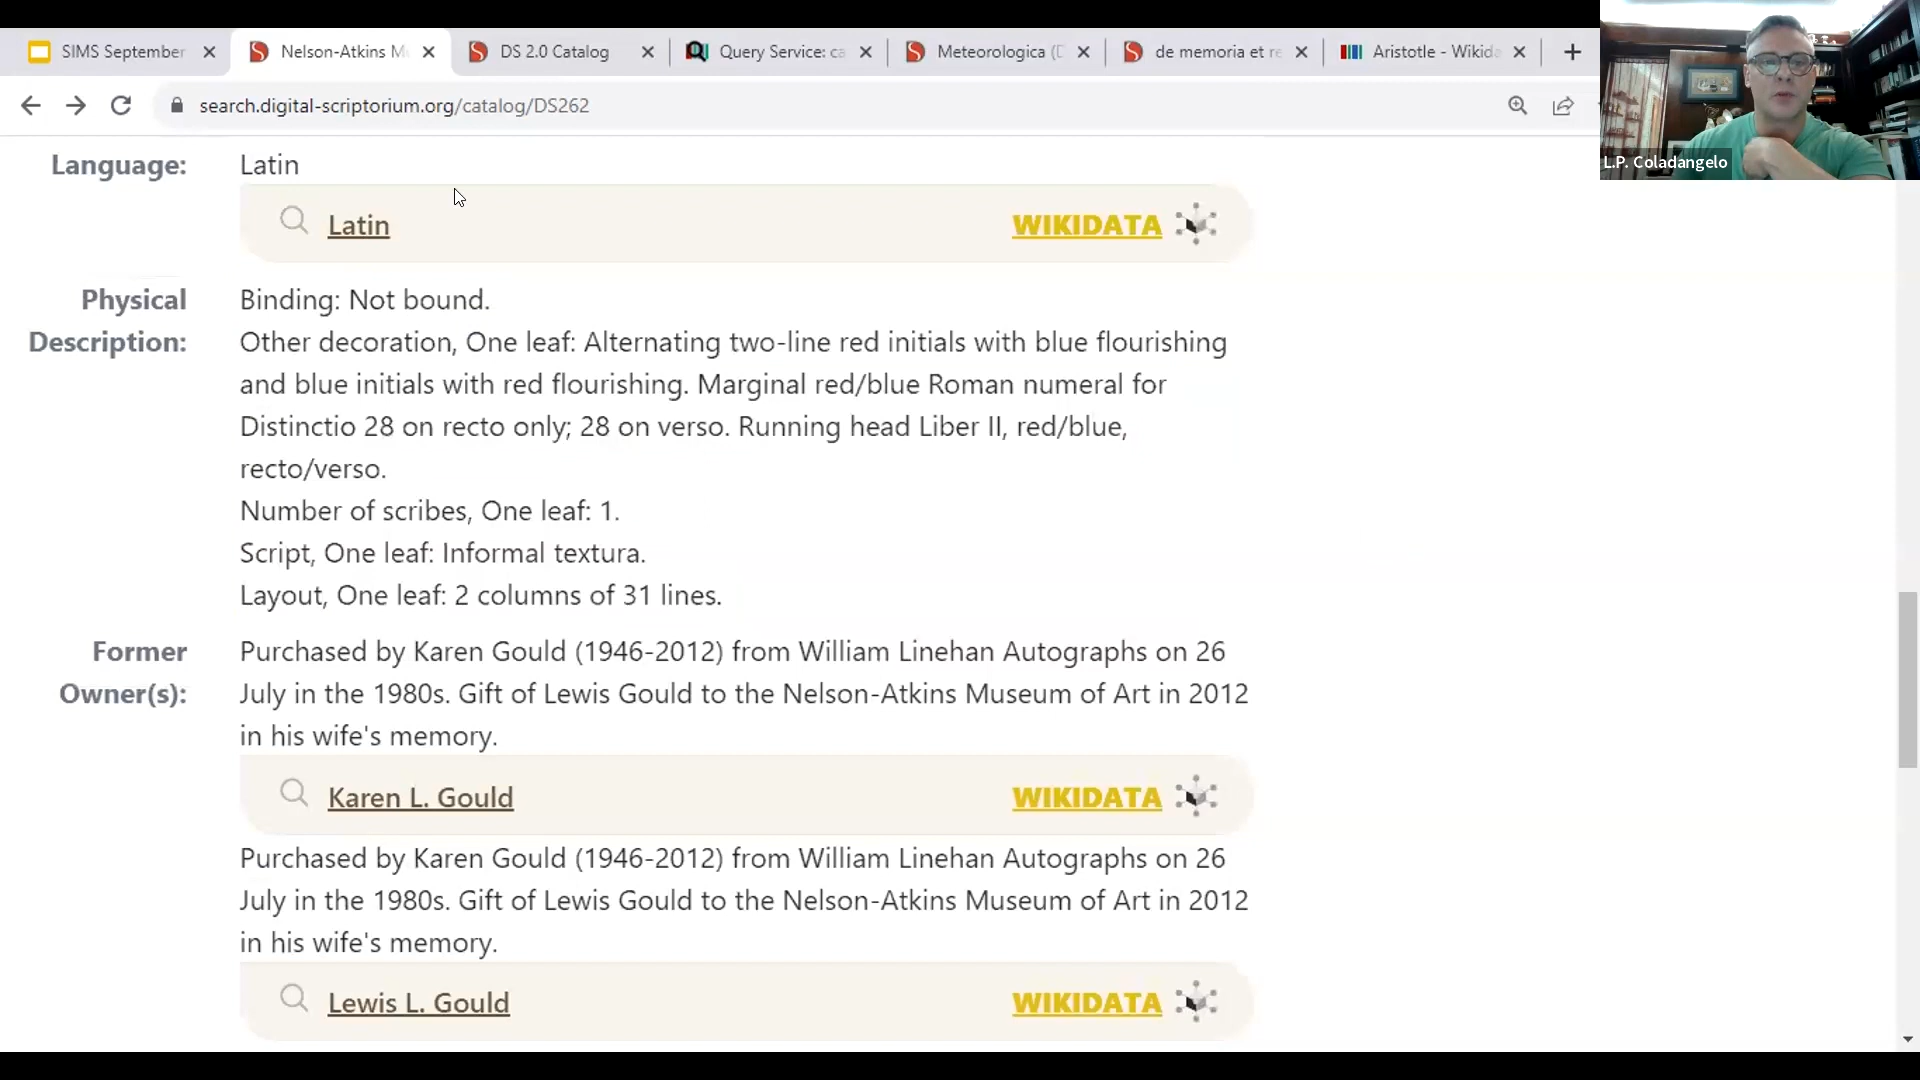 SIMS September
Nelson-Atkins M
DS 2.0 Catalog
Query Service: ca
Meteorologica (D
de memoria et re
Aristotle - Wikida
search.digital-scriptorium.org/catalog/DS262
L.P. Coladangelo
Language:
Latin
Latin
WIKIDATA
Physical
Description:
Binding: Not bound.
Other decoration, One leaf: Alternating two-line red initials with blue flourishing
and blue initials with red flourishing. Marginal red/blue Roman numeral for
Distinctio 28 on recto only; 28 on verso. Running head Liber II, red/blue,
recto/verso.
Number of scribes, One leaf: 1.
Script, One leaf: Informal textura.
Layout, One leaf: 2 columns of 31 lines.
Former
Owner(s):
Purchased by Karen Gould (1946-2012) from William Linehan Autographs on 26
July in the 1980s. Gift of Lewis Gould to the Nelson-Atkins Museum of Art in 2012
in his wife's memory.
Karen L. Gould
WIKIDATA
Purchased by Karen Gould (1946-2012) from William Linehan Autographs on 26
July in the 1980s. Gift of Lewis Gould to the Nelson-Atkins Museum of Art in 2012
in his wife's memory.
Lewis L. Gould
WIKIDATA